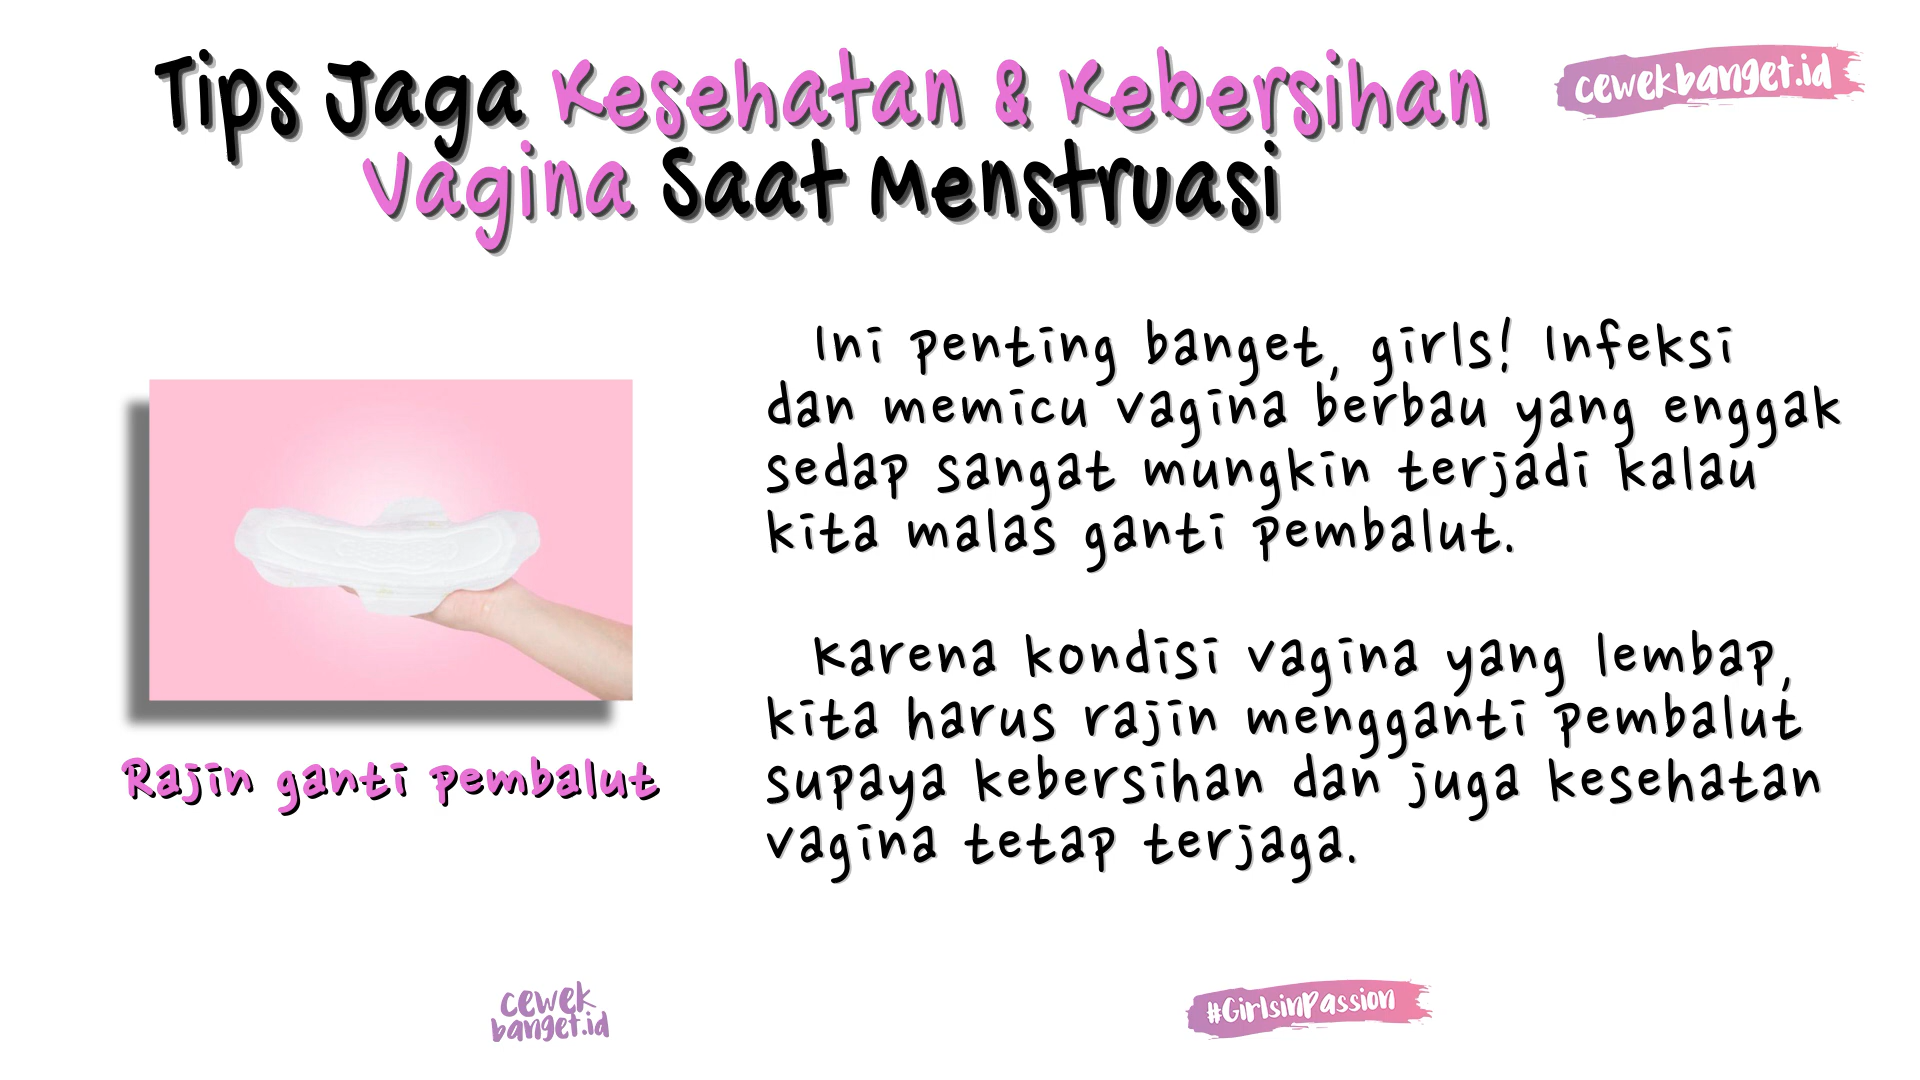 Tips Jaga Kesehatan & Kebersihan
Vagina Saat Menstruasi
cewekbanget.id
Ini penting banget, girls! Infeksi
dan memicu vagina berbau yang enggak
sedap sangat mungkin terjadi kalau
kita malas ganti pembalut.
Karena kondisi vagina yang lembap,
kita harus rajin mengganti pembalut
supaya kebersihan dan juga kesehatan
vagina tetap terjaga.
Rajin ganti pembalut
cewek
banget.id
#GirlsinPassion